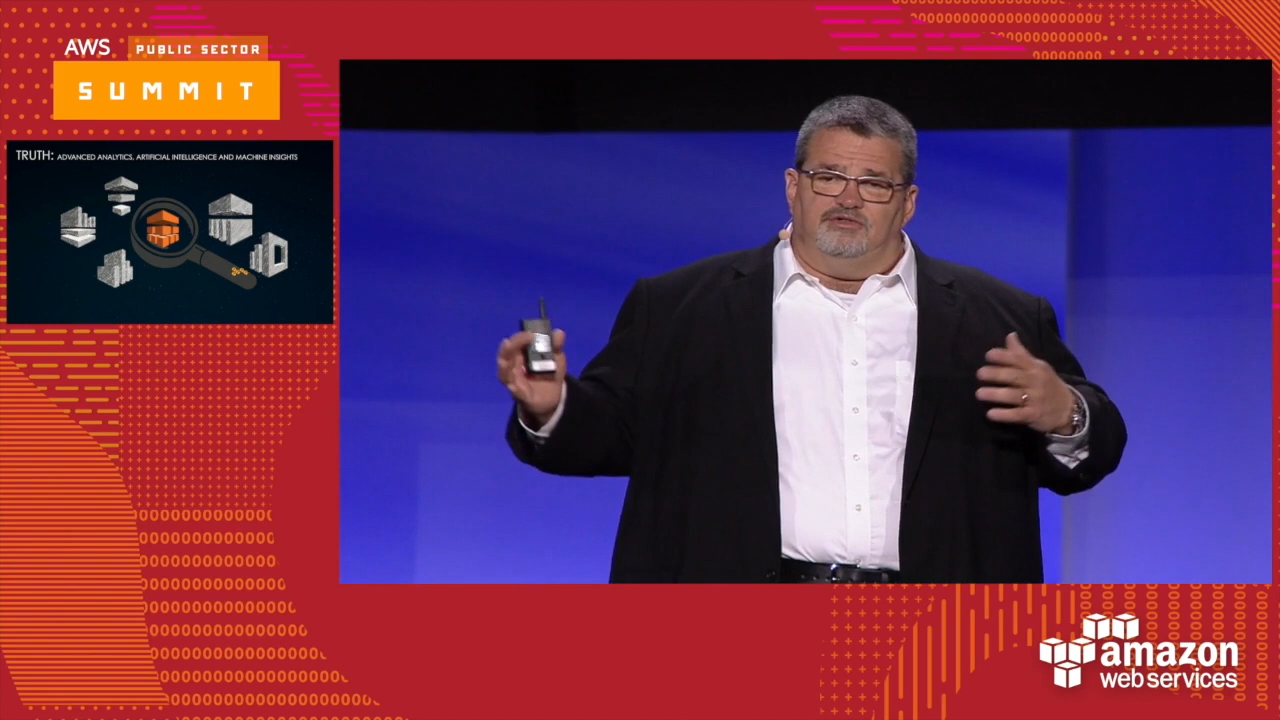 AWS PUBLIC SECTOR
SUMMIT
TRUTH: ADVANCED ANALYTICS, ARTIFICIAL INTELLIGENCE AND MACHINE INSIGHTS
amazon
web services